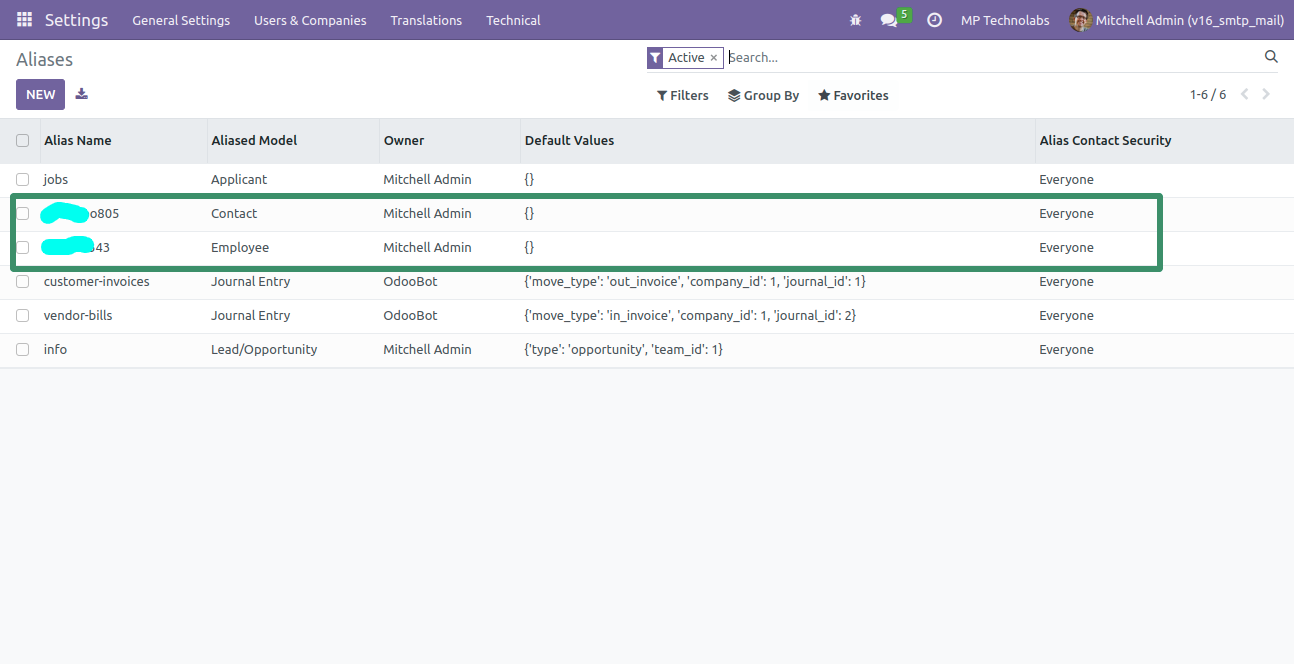 Settings General Settings Users & Companies Translations Technical 5 MP Technolabs Mitchell Admin (v16_smtp_mail)
Aliases Active × Search...
NEW Filters Group By Favorites 1-6 / 6
Alias Name Aliased Model Owner Default Values Alias Contact Security
jobs Applicant Mitchell Admin {} Everyone
o805 Contact Mitchell Admin {} Everyone
43 Employee Mitchell Admin {} Everyone
customer-invoices Journal Entry OdooBot {'move_type': 'out_invoice', 'company_id': 1, 'journal_id': 1} Everyone
vendor-bills Journal Entry OdooBot {'move_type': 'in_invoice', 'company_id': 1, 'journal_id': 2} Everyone
info Lead/Opportunity Mitchell Admin {'type': 'opportunity', 'team_id': 1} Everyone